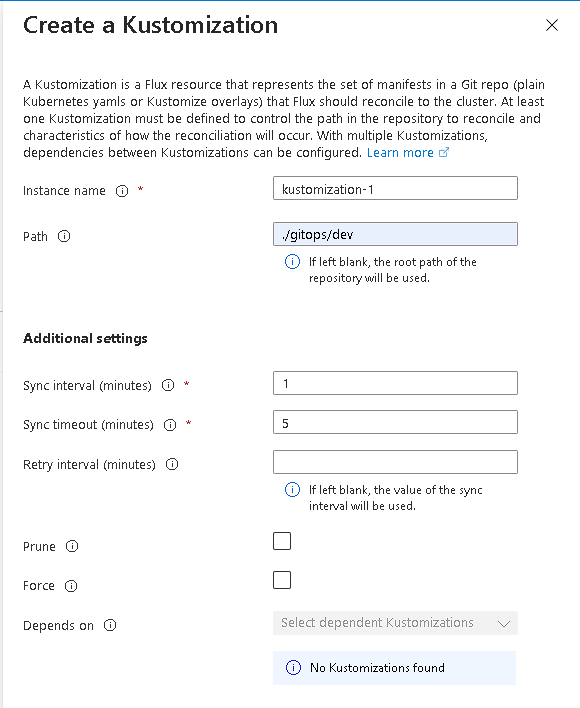 Create a Kustomization
A Kustomization is a Flux resource that represents the set of manifests in a Git repo (plain
Kubernetes yamls or Kustomize overlays) that Flux should reconcile to the cluster. At least
one Kustomization must be defined to control the path in the repository to reconcile and
characteristics of how the reconciliation will occur. With multiple Kustomizations,
dependencies between Kustomizations can be configured. Learn more
Instance name * kustomization-1
Path ./gitops/dev
If left blank, the root path of the
repository will be used.
Additional settings
Sync interval (minutes) * 1
Sync timeout (minutes) * 5
Retry interval (minutes)
If left blank, the value of the sync
interval will be used.
Prune
Force
Depends on Select dependent Kustomizations
No Kustomizations found